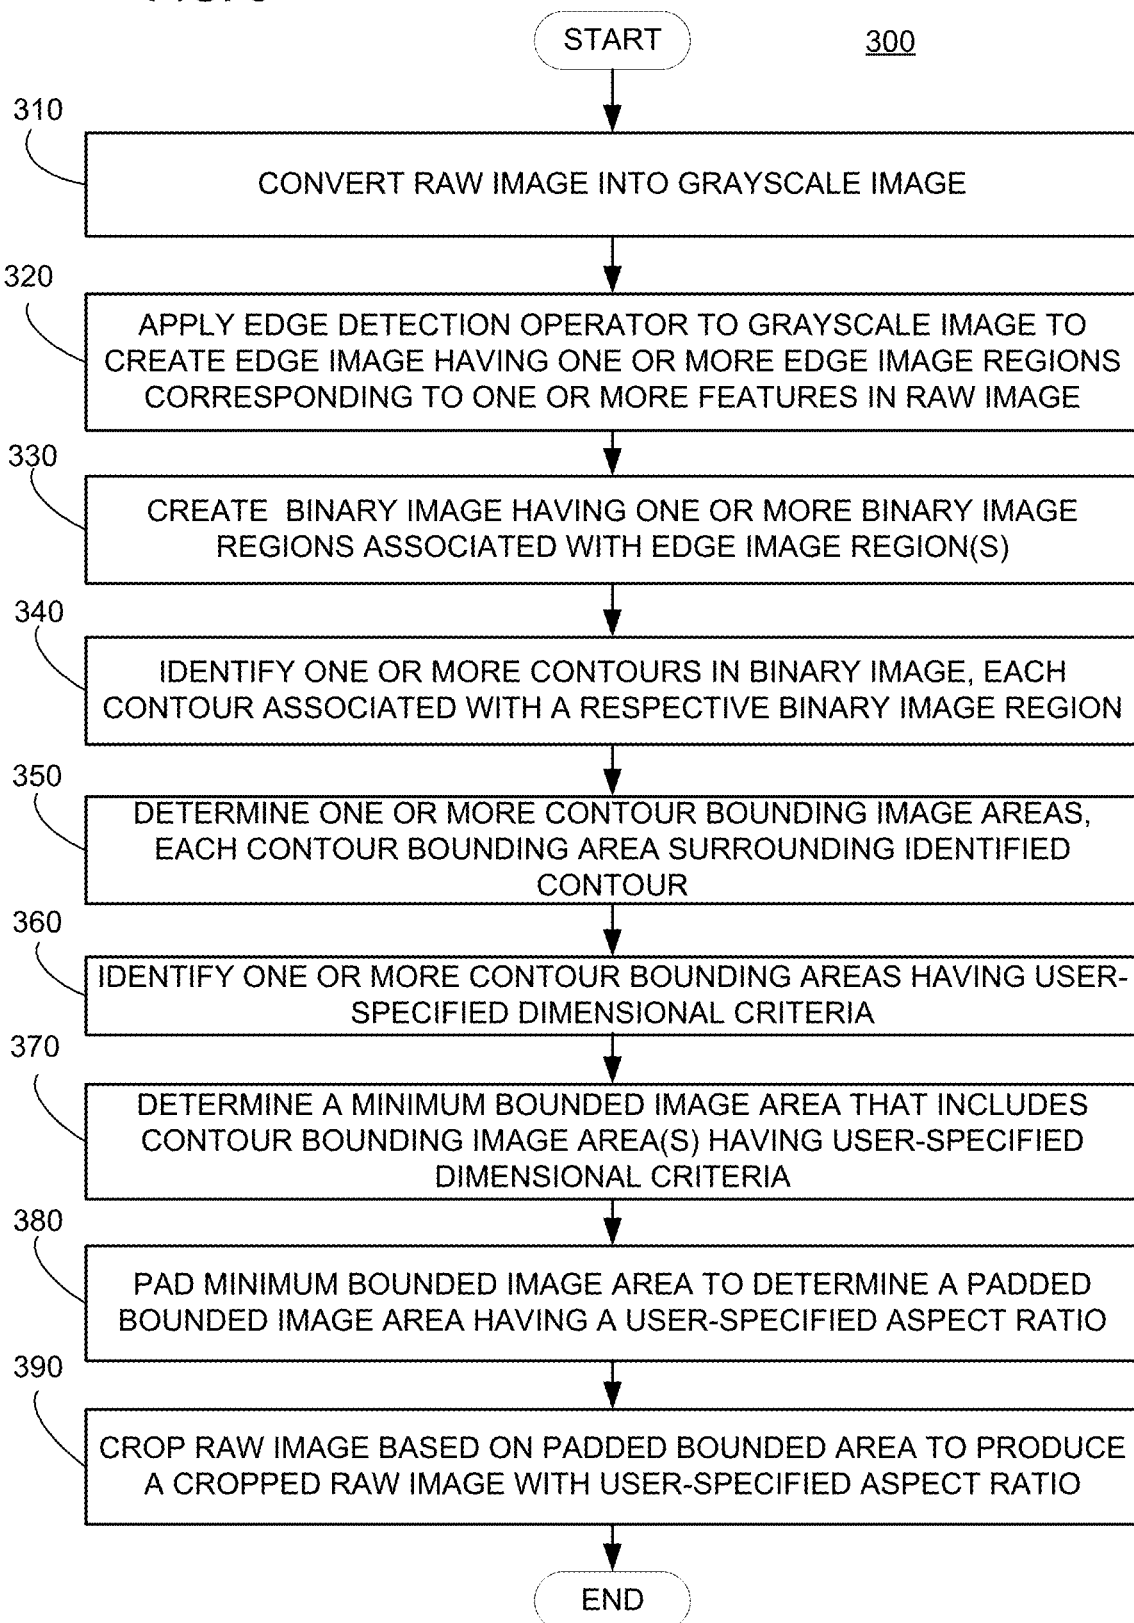 START
300
310
CONVERT RAW IMAGE INTO GRAYSCALE IMAGE
320
APPLY EDGE DETECTION OPERATOR TO GRAYSCALE IMAGE TO
CREATE EDGE IMAGE HAVING ONE OR MORE EDGE IMAGE REGIONS
CORRESPONDING TO ONE OR MORE FEATURES IN RAW IMAGE
330
CREATE BINARY IMAGE HAVING ONE OR MORE BINARY IMAGE
REGIONS ASSOCIATED WITH EDGE IMAGE REGION(S)
340
IDENTIFY ONE OR MORE CONTOURS IN BINARY IMAGE, EACH
CONTOUR ASSOCIATED WITH A RESPECTIVE BINARY IMAGE REGION
350
DETERMINE ONE OR MORE CONTOUR BOUNDING IMAGE AREAS,
EACH CONTOUR BOUNDING AREA SURROUNDING IDENTIFIED
CONTOUR
360
IDENTIFY ONE OR MORE CONTOUR BOUNDING AREAS HAVING USER-
SPECIFIED DIMENSIONAL CRITERIA
370
DETERMINE A MINIMUM BOUNDED IMAGE AREA THAT INCLUDES
CONTOUR BOUNDING IMAGE AREA(S) HAVING USER-SPECIFIED
DIMENSIONAL CRITERIA
380
PAD MINIMUM BOUNDED IMAGE AREA TO DETERMINE A PADDED
BOUNDED IMAGE AREA HAVING A USER-SPECIFIED ASPECT RATIO
390
CROP RAW IMAGE BASED ON PADDED BOUNDED AREA TO PRODUCE
A CROPPED RAW IMAGE WITH USER-SPECIFIED ASPECT RATIO
END